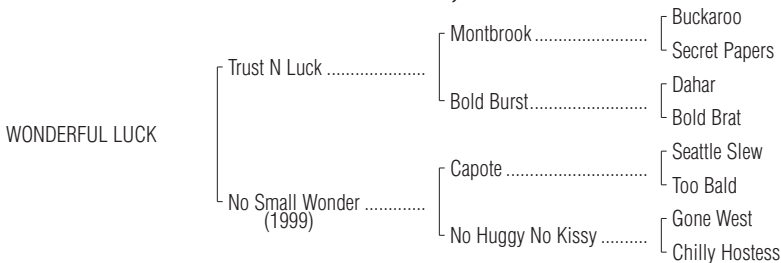 Buckaroo
Montbrook
Secret Papers
Trust N Luck
Dahar
Bold Burst
Bold Brat
WONDERFUL LUCK
Seattle Slew
Capote
Too Bald
No Small Wonder
(1999)
Gone West
No Huggy No Kissy
Chilly Hostess